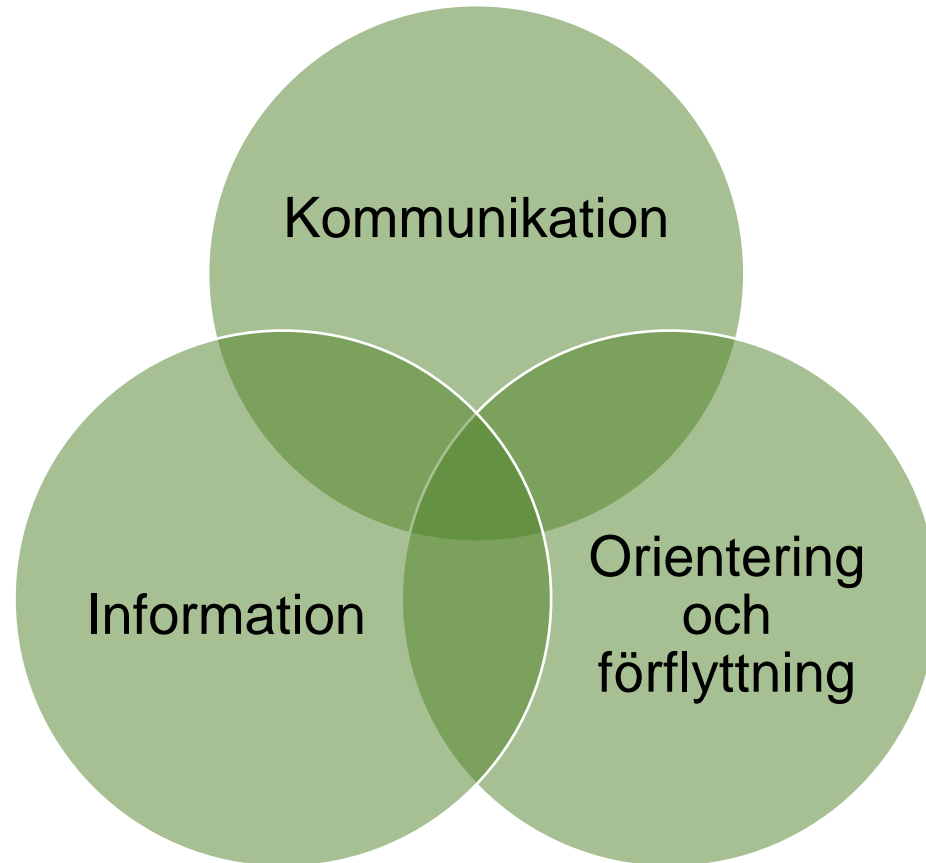 Kommunikation
Information
Orientering
och
förflyttning